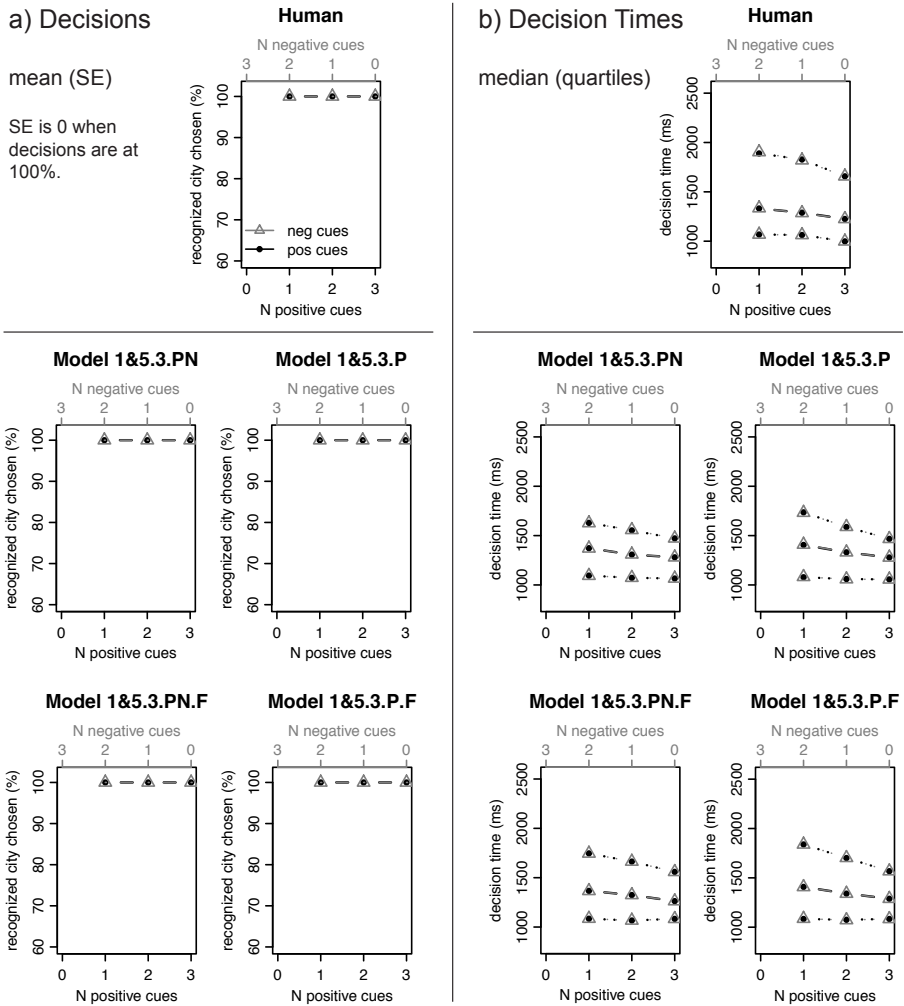 a) Decisions
mean (SE)
SE is 0 when
decisions are at
100%.
Human
N negative cues
3 2 1 0
recognized city chosen (%)
100
90
80
70
60
neg cues
pos cues
0 1 2 3
N positive cues
b) Decision Times
median (quartiles)
Human
N negative cues
3 2 1 0
decision time (ms)
2500
2000
1500
1000
0 1 2 3
N positive cues
Model 1&5.3.PN
N negative cues
3 2 1 0
recognized city chosen (%)
100
90
80
70
60
0 1 2 3
N positive cues
Model 1&5.3.P
N negative cues
3 2 1 0
recognized city chosen (%)
100
90
80
70
60
0 1 2 3
N positive cues
Model 1&5.3.PN
N negative cues
3 2 1 0
decision time (ms)
2500
2000
1500
1000
0 1 2 3
N positive cues
Model 1&5.3.P
N negative cues
3 2 1 0
decision time (ms)
2500
2000
1500
1000
0 1 2 3
N positive cues
Model 1&5.3.PN.F
N negative cues
3 2 1 0
recognized city chosen (%)
100
90
80
70
60
0 1 2 3
N positive cues
Model 1&5.3.P.F
N negative cues
3 2 1 0
recognized city chosen (%)
100
90
80
70
60
0 1 2 3
N positive cues
Model 1&5.3.PN.F
N negative cues
3 2 1 0
decision time (ms)
2500
2000
1500
1000
0 1 2 3
N positive cues
Model 1&5.3.P.F
N negative cues
3 2 1 0
decision time (ms)
2500
2000
1500
1000
0 1 2 3
N positive cues